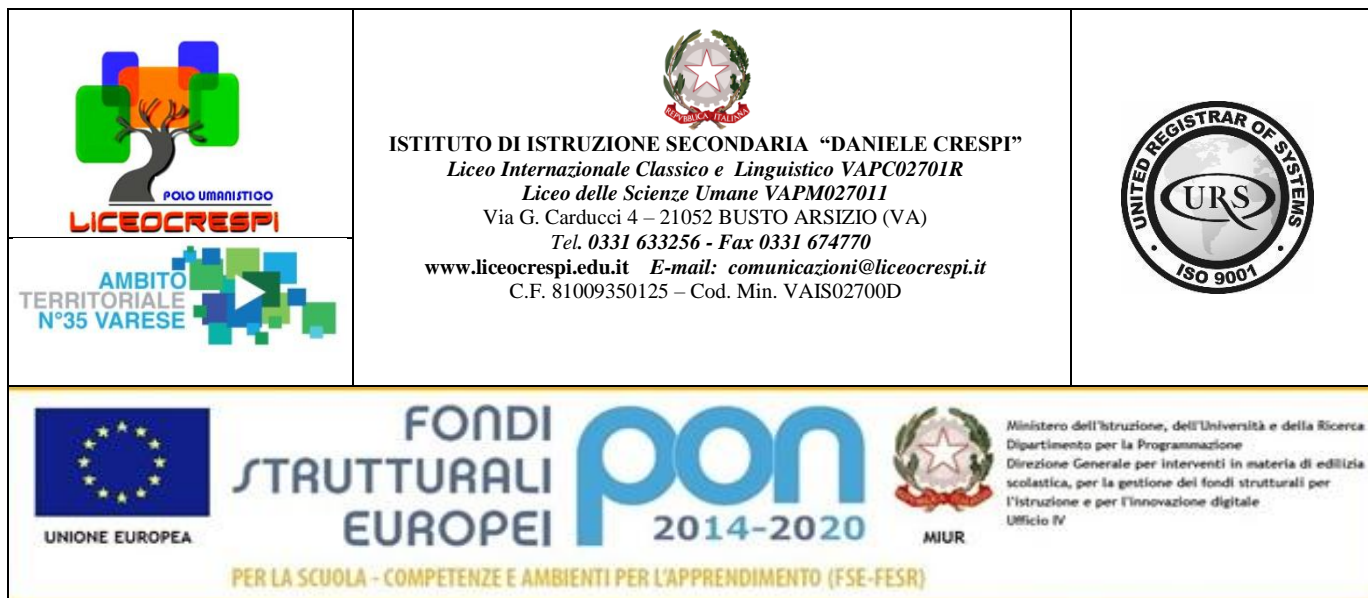 POLO UMANISTICO
LICEOCRESPI
AMBITO
TERRITORIALE
N°35 VARESE
REPVBBLICA ITALIANA
ISTITUTO DI ISTRUZIONE SECONDARIA “DANIELE CRESPI”
Liceo Internazionale Classico e Linguistico VAPC02701R
Liceo delle Scienze Umane VAPM027011
Via G. Carducci 4 – 21052 BUSTO ARSIZIO (VA)
Tel. 0331 633256 - Fax 0331 674770
www.liceocrespi.edu.it E-mail: comunicazioni@liceocrespi.it
C.F. 81009350125 – Cod. Min. VAIS02700D
UNITED REGISTRAR OF SYSTEMS
URS
ISO 9001
UNIONE EUROPEA
FONDI
STRUTTURALI
EUROPEI
pon
2014-2020
MIUR
Ministero dell'Istruzione, dell'Università e della Ricerca
Dipartimento per la Programmazione
Direzione Generale per interventi in materia di edilizia
scolastica, per la gestione dei fondi strutturali per
l'istruzione e per l'innovazione digitale
Ufficio IV
PER LA SCUOLA - COMPETENZE E AMBIENTI PER L'APPRENDIMENTO (FSE-FESR)